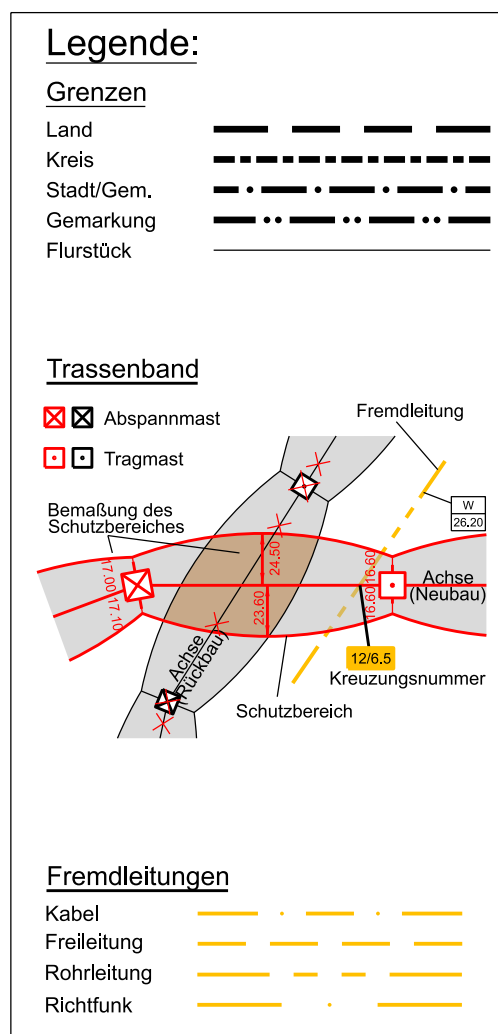 Legende:
Grenzen
Land
Kreis
Stadt/Gem.
Gemarkung
Flurstück
Trassenband
Abspannmast
Tragmast
Fremdleitung
Bemaßung des
Schutzbereiches
W
26.20
17.00
17.10
24.50
23.60
16.60
16.60
Achse
(Neubau)
Achse
(Rückbau)
12/6.5
Kreuzungsnummer
Schutzbereich
Fremdleitungen
Kabel
Freileitung
Rohrleitung
Richtfunk